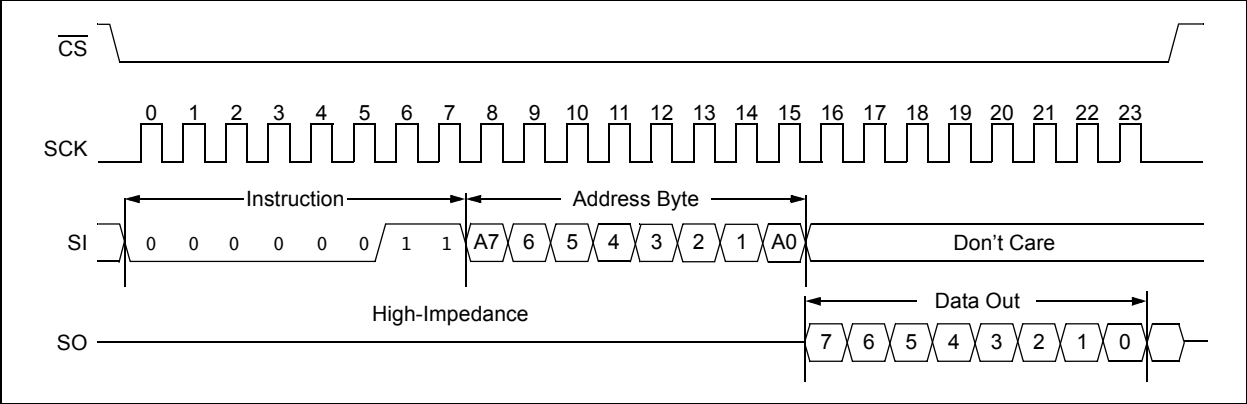 CS
0 1 2 3 4 5 6 7 8 9 10 11 12 13 14 15 16 17 18 19 20 21 22 23
SCK
Instruction Address Byte
SI 0 0 0 0 0 0 1 1 A7 6 5 4 3 2 1 A0 Don’t Care
Data Out
High-Impedance
SO 7 6 5 4 3 2 1 0